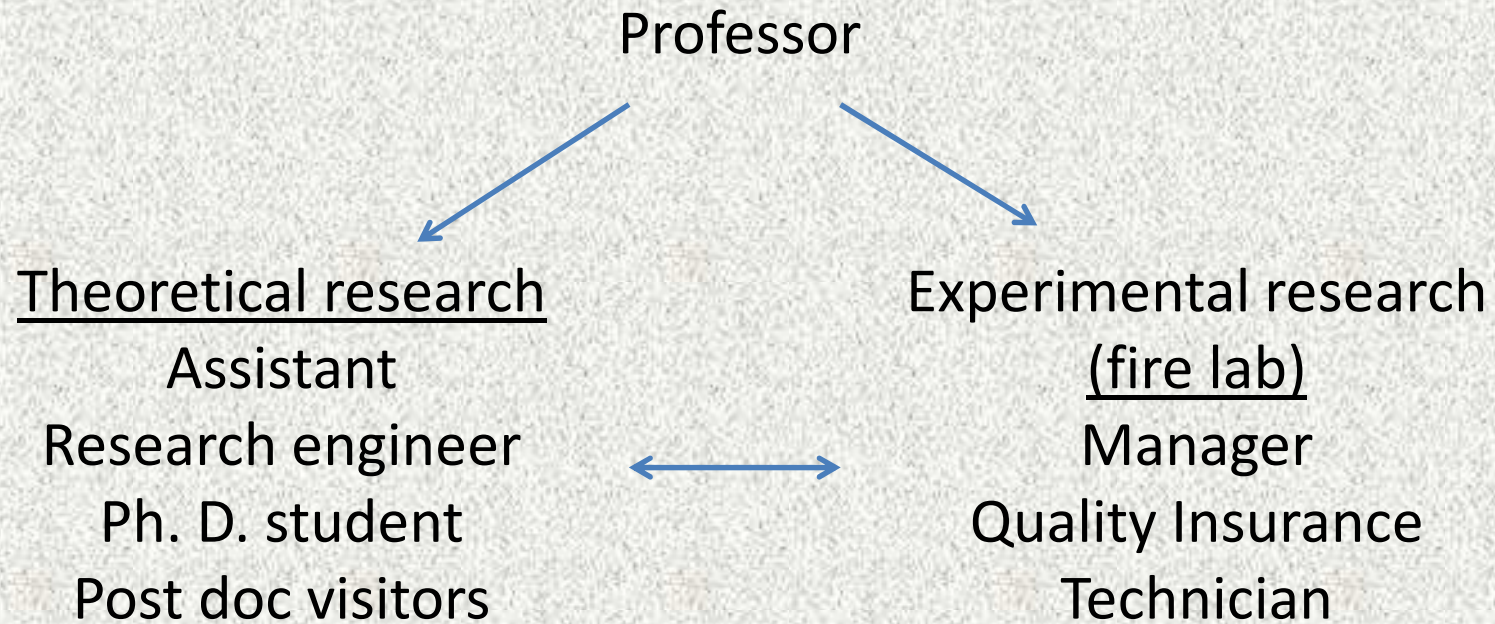 Professor
Theoretical research
Assistant
Research engineer
Ph. D. student
Post doc visitors
Experimental research
(fire lab)
Manager
Quality Insurance
Technician